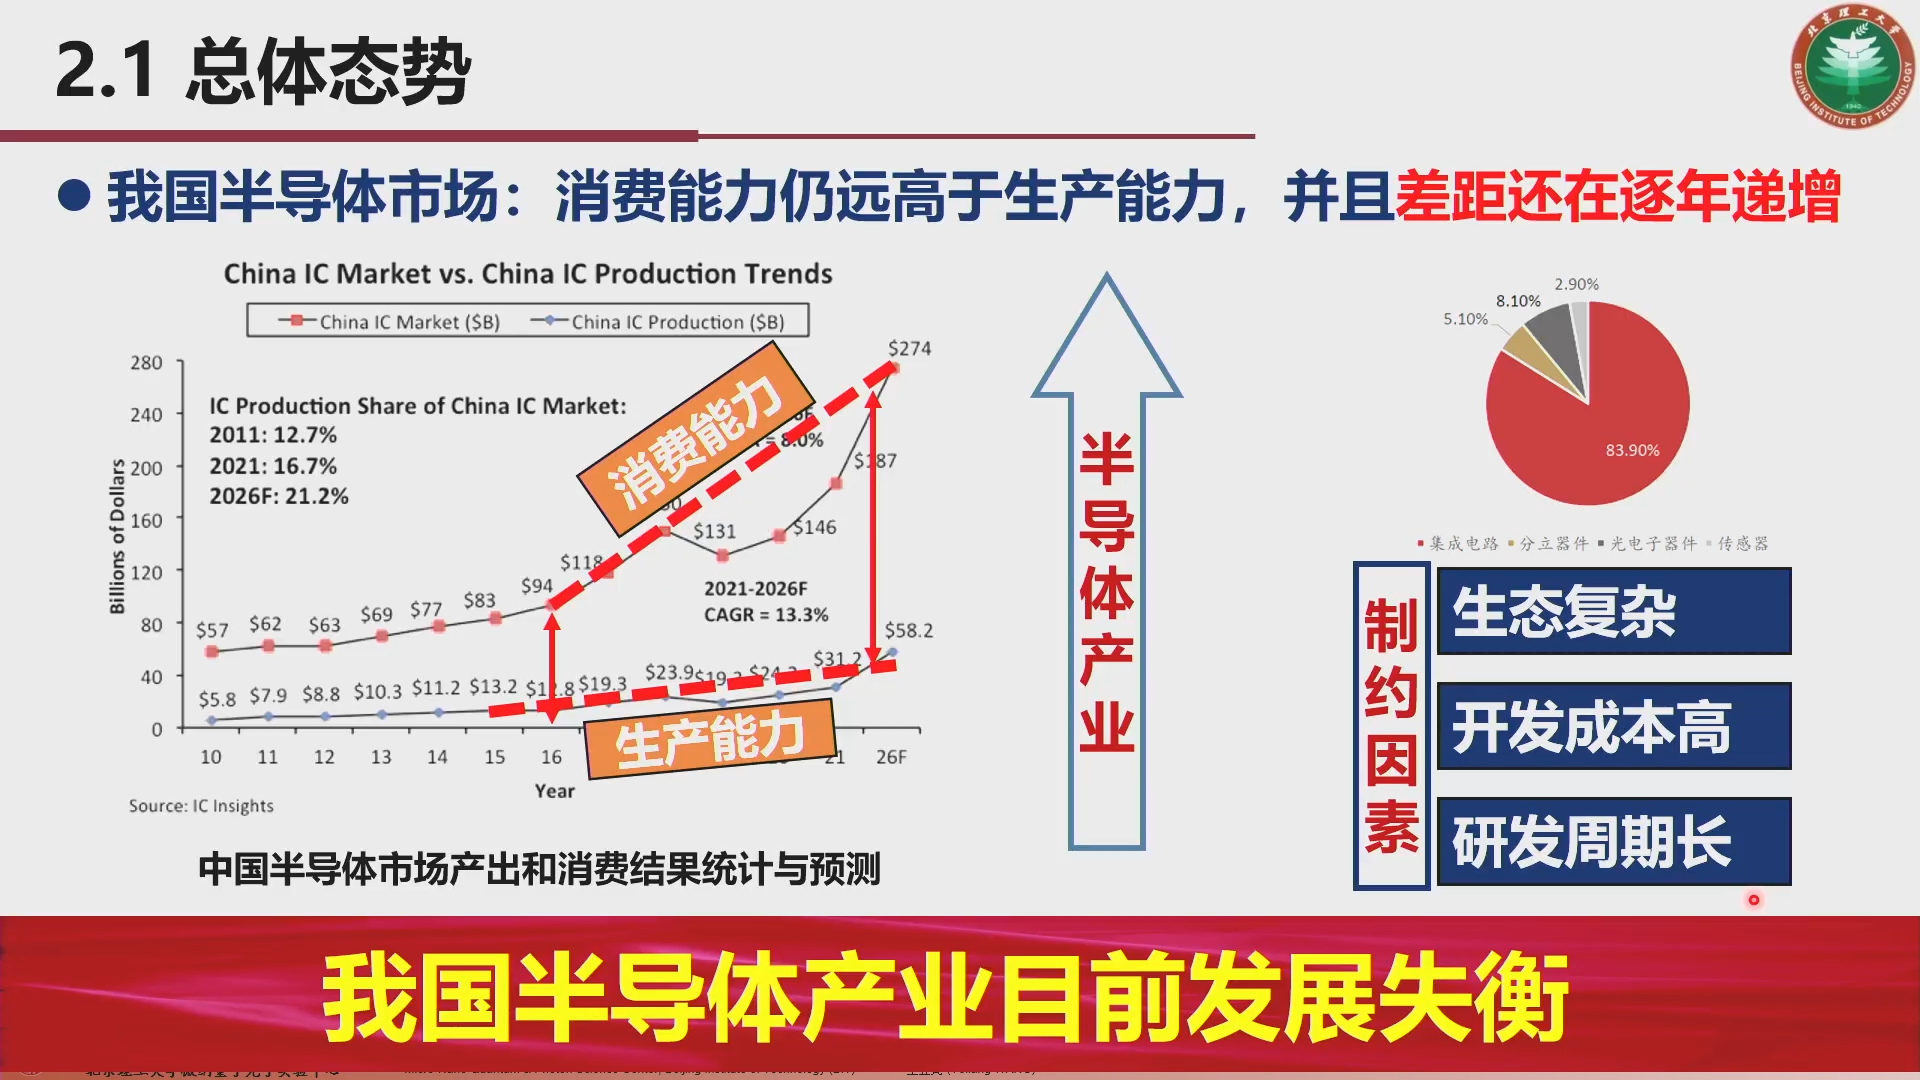 2.1 总体态势
北京理工大学
BEIJING INSTITUTE OF TECHNOLOGY
1940
我国半导体市场：消费能力仍远高于生产能力，并且差距还在逐年递增
China IC Market vs. China IC Production Trends
China IC Market ($B) China IC Production ($B)
Billions of Dollars
280
240
200
160
120
80
40
0
IC Production Share of China IC Market:
2011: 12.7%
2021: 16.7%
2026F: 21.2%
消费能力
= 8.0%
$57 $62 $63 $69 $77 $83 $94 $118 $131 $146 $187 $274
2021-2026F
CAGR = 13.3%
$5.8 $7.9 $8.8 $10.3 $11.2 $13.2 $12.8 $19.3 $23.9 $19.2 $24.2 $31.2 $58.2
生产能力
10 11 12 13 14 15 16 21 26F
Year
Source: IC Insights
中国半导体市场产出和消费结果统计与预测
半导体产业
2.90%
8.10%
5.10%
83.90%
集成电路 分立器件 光电子器件 传感器
制约因素
生态复杂
开发成本高
研发周期长
我国半导体产业目前发展失衡